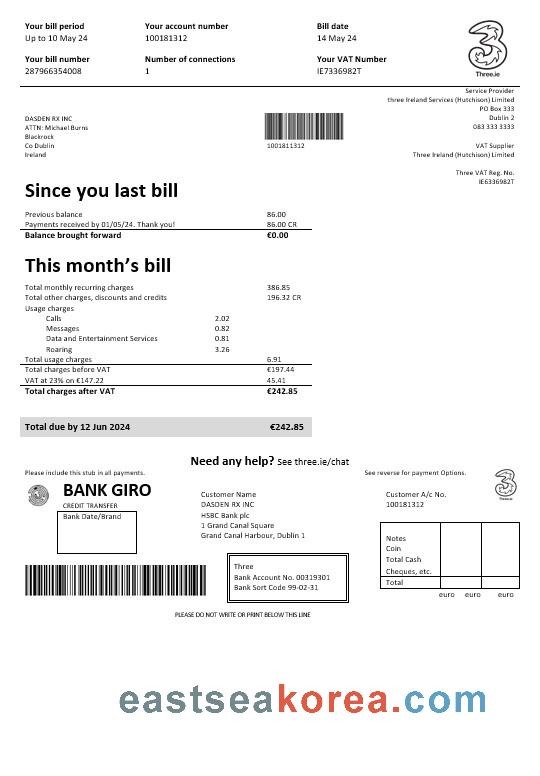 Your bill period Your account number Bill date
Up to 10 May 24 100181312 14 May 24
Your bill number Number of connections Your VAT Number
287966354008 1 IE7336982T
Three.ie
Service Provider
three Ireland Services (Hutchison) Limited
PO Box 333
Dublin 2
083 333 3333
VAT Supplier
Three Ireland (Hutchison) Limited
Three VAT Reg. No.
IE6336982T
DASDEN RX INC
ATTN: Michael Burns
Blackrock
Co Dublin
Ireland
1001811312
Since you last bill
Previous balance 86.00
Payments received by 01/05/24. Thank you! 86.00 CR
Balance brought forward €0.00
This month's bill
Total monthly recurring charges 386.85
Total other charges, discounts and credits 196.32 CR
Usage charges
Calls 2.02
Messages 0.82
Data and Entertainment Services 0.81
Roaring 3.26
Total usage charges 6.91
Total charges before VAT €197.44
VAT at 23% on €147.22 45.41
Total charges after VAT €242.85
Total due by 12 Jun 2024 €242.85
Need any help? See three.ie/chat
Please include this stub in all payments. See reverse for payment Options.
BANK GIRO
CREDIT TRANSFER
Bank Date/Brand
Customer Name
DASDEN RX INC
HSBC Bank plc
1 Grand Canal Square
Grand Canal Harbour, Dublin 1
Customer A/c No.
100181312
Three
Bank Account No. 00319301
Bank Sort Code 99-02-31
Notes
Coin
Total Cash
Cheques, etc.
Total
euro euro euro
PLEASE DO NOT WRITE OR PRINT BELOW THIS LINE
eastseakorea.com